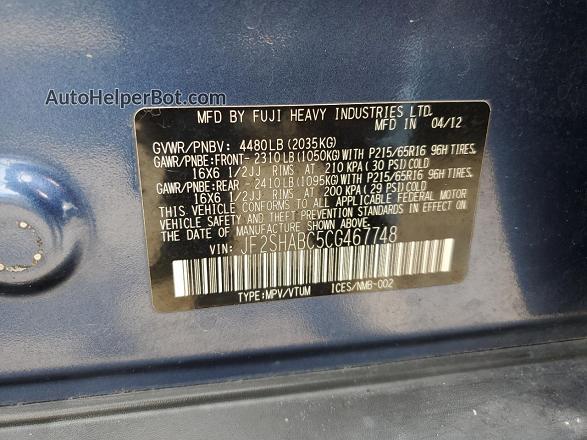 AutoHelperBot.com
MFD BY FUJI HEAVY INDUSTRIES LTD.
MFD IN 04/12
GVWR/PNBV: 4480LB (2035KG)
GAWR/PNBE:FRONT- 2310LB (1050KG) WITH P215/65R16 96H TIRES,
16X6 1/2JJ RIMS AT 210 KPA (30 PSI) COLD
GAWR/PNBE:REAR - 2410LB (1095KG) WITH P215/65R16 96H TIRES,
16X6 1/2JJ RIMS AT 200 KPA (29 PSI) COLD
THIS VEHICLE CONFORMS TO ALL APPLICABLE FEDERAL MOTOR
VEHICLE SAFETY AND THEFT PREVENTION STANDARDS IN EFFECT ON
THE DATE OF MANUFACTURE SHOWN ABOVE.
VIN: JF2SHABC5CG467748
TYPE:MPV/VTUM ICES/NMB-002